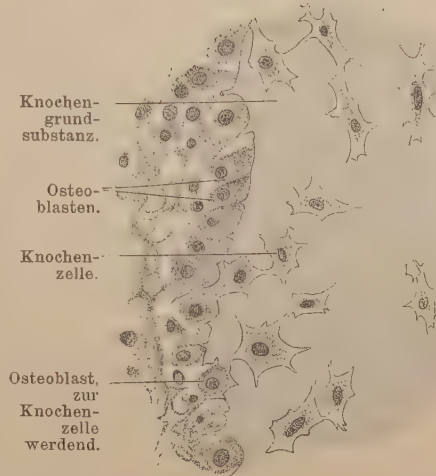 Knochen-
grund-
substanz.
Osteo-
blasten.
Knochen-
zelle.
Osteoblast,
zur
Knochen-
zelle
werdend.